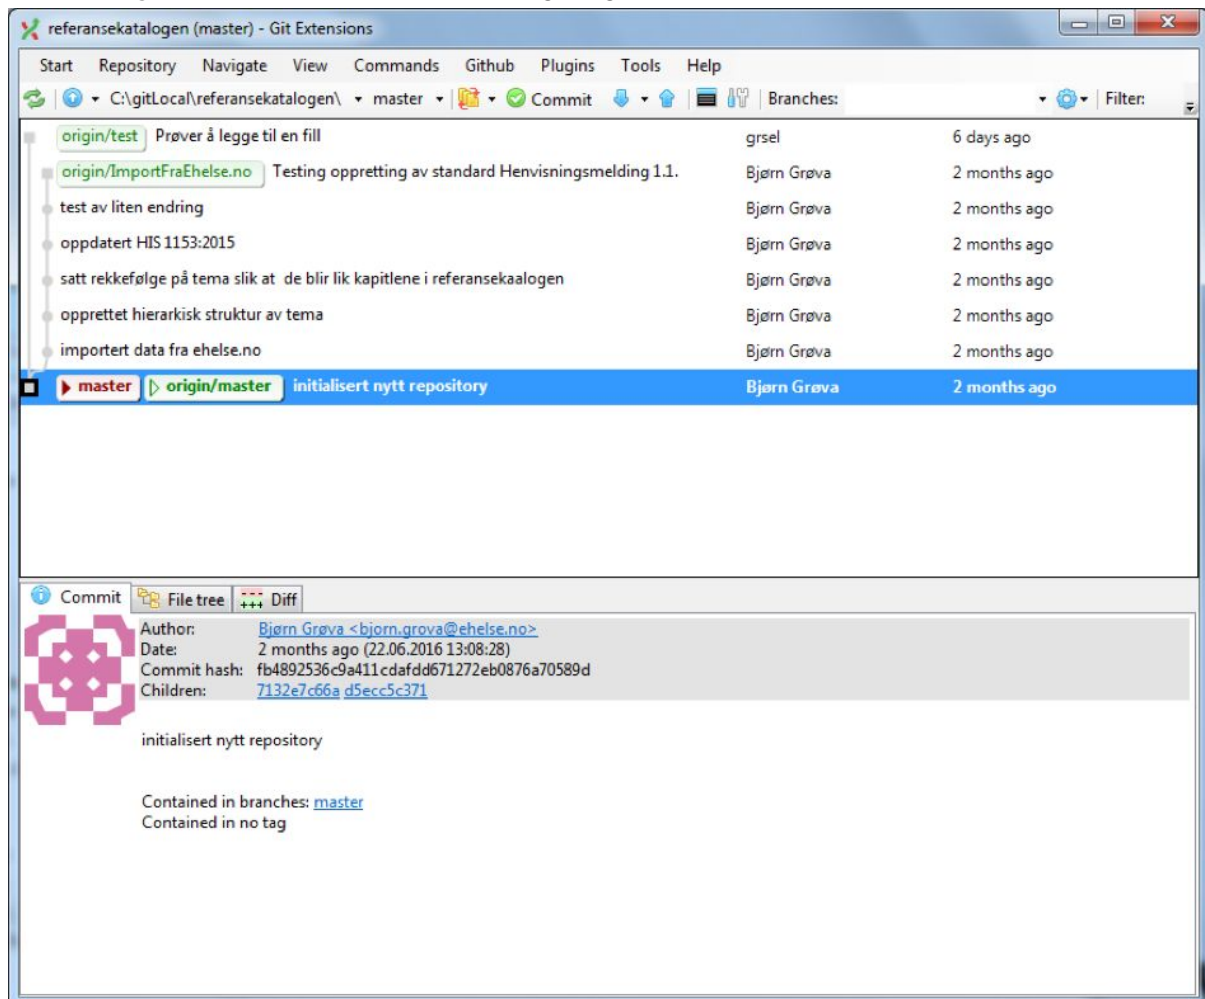 referansekatalogen (master) - Git Extensions
Start Repository Navigate View Commands Github Plugins Tools Help
C:\gitLocal\referansekatalogen\ master Commit Branches: Filter:
origin/test Prøver å legge til en fill grsel 6 days ago
origin/ImportFraEhelse.no Testing oppretting av standard Henvisningsmelding 1.1. Bjørn Grøva 2 months ago
test av liten endring Bjørn Grøva 2 months ago
oppdatert HIS 1153:2015 Bjørn Grøva 2 months ago
satt rekkefølge på tema slik at de blir lik kapitlene i referansekaalogen Bjørn Grøva 2 months ago
opprettet hierarkisk struktur av tema Bjørn Grøva 2 months ago
importert data fra ehelse.no Bjørn Grøva 2 months ago
master origin/master initialisert nytt repository Bjørn Grøva 2 months ago
Commit File tree Diff
Author: Bjørn Grøva <bjorn.grova@ehelse.no>
Date: 2 months ago (22.06.2016 13:08:28)
Commit hash: fb4892536c9a411cdafdd671272eb0876a70589d
Children: 7132e7c66a d5ecc5c371
initialisert nytt repository
Contained in branches: master
Contained in no tag